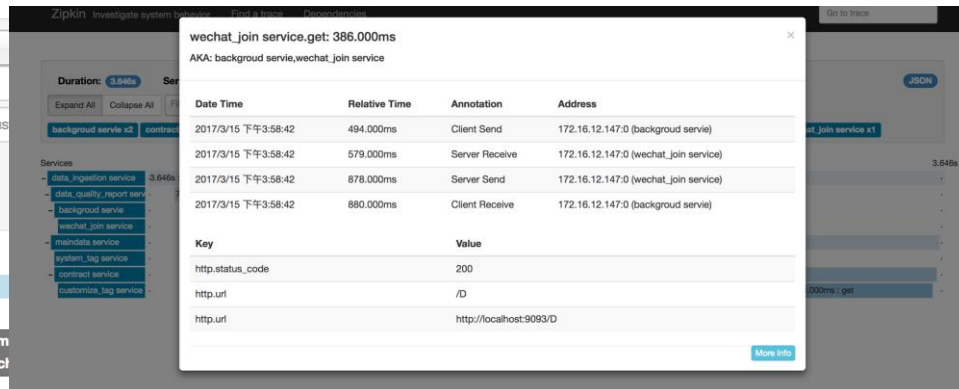 Zipkin Investigate system behavior Find a trace Dependencies Go to trace
wechat_join service.get: 386.000ms ×
AKA: backgroud servie,wechat_join service
Duration: 3.646s Ser JSON
Expand All Collapse All
Date Time Relative Time Annotation Address
backgroud servie x2 contract at_join service x1
2017/3/15 下午3:58:42 494.000ms Client Send 172.16.12.147:0 (backgroud servie)
2017/3/15 下午3:58:42 579.000ms Server Receive 172.16.12.147:0 (wechat_join service)
2017/3/15 下午3:58:42 878.000ms Server Send 172.16.12.147:0 (wechat_join service)
2017/3/15 下午3:58:42 880.000ms Client Receive 172.16.12.147:0 (backgroud servie)
Services 3.646s
data_ingestion service 3.646s
data_quality_report serv
backgroud servie
wechat_join service
maindata service
system_tag service
contract service
customize_tag service .000ms : get
Key Value
http.status_code 200
http.url /D
http.url http://localhost:9093/D
More Info